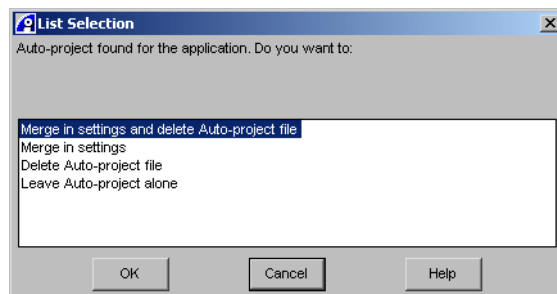 List Selection
Auto-project found for the application. Do you want to:
Merge in settings and delete Auto-project file
Merge in settings
Delete Auto-project file
Leave Auto-project alone
OK Cancel Help